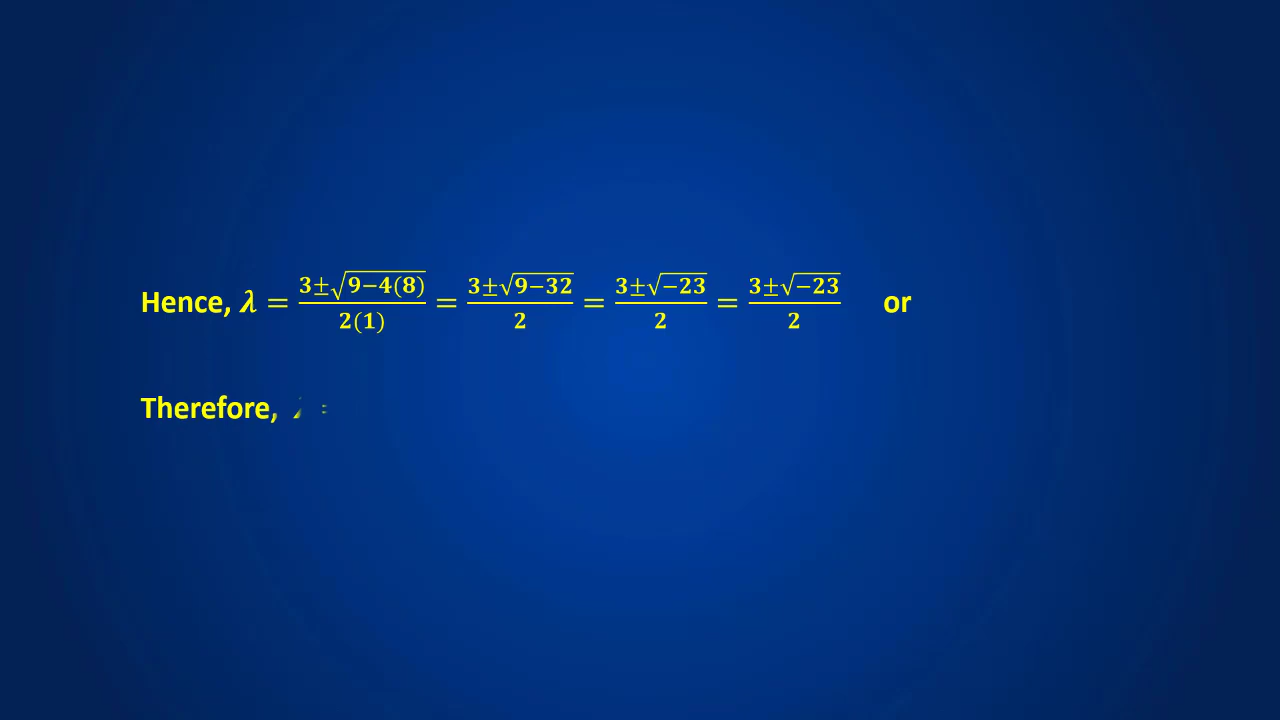 Hence, λ = (3±√(9−4(8)))/(2(1)) = (3±√(9−32))/2 = (3±√(−23))/2 = (3±√(−23))/2 or
Therefore,